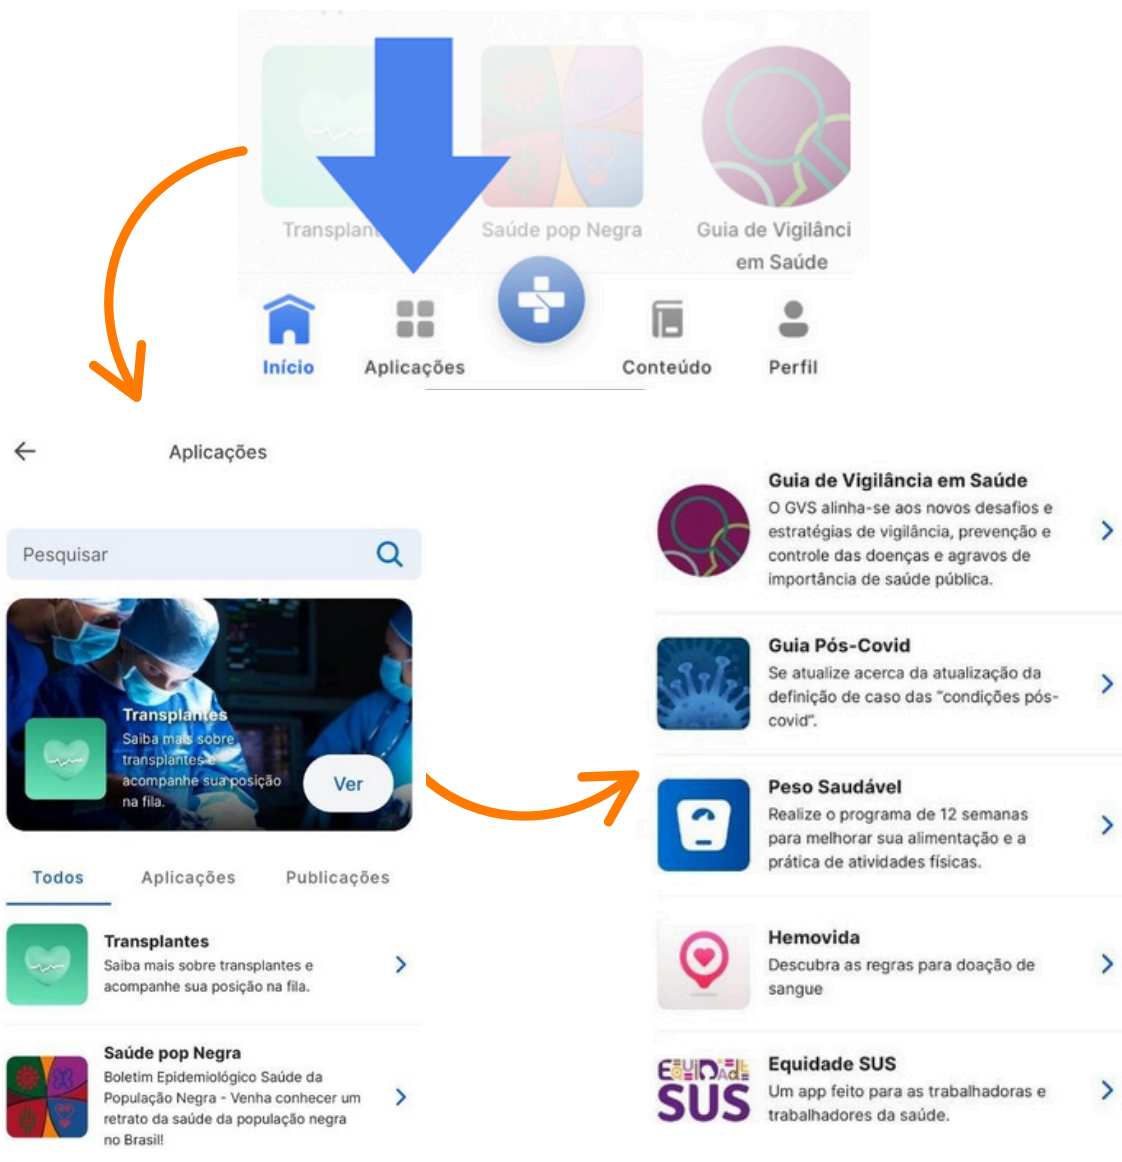 Transplant
Saúde pop Negra
Guia de Vigilânci
em Saúde
Início
Aplicações
Conteúdo
Perfil
Aplicações
Pesquisar
Transplantes
Saiba mais sobre
transplantes e
acompanhe sua posição
na fila.
Ver
Todos
Aplicações
Publicações
Transplantes
Saiba mais sobre transplantes e
acompanhe sua posição na fila.
Saúde pop Negra
Boletim Epidemiológico Saúde da
População Negra - Venha conhecer um
retrato da saúde da população negra
no Brasil!
Guia de Vigilância em Saúde
O GVS alinha-se aos novos desafios e
estratégias de vigilância, prevenção e
controle das doenças e agravos de
importância de saúde pública.
Guia Pós-Covid
Se atualize acerca da atualização da
definição de caso das "condições pós-
covid".
Peso Saudável
Realize o programa de 12 semanas
para melhorar sua alimentação e a
prática de atividades físicas.
Hemovida
Descubra as regras para doação de
sangue
EQUIDADE
SUS
Equidade SUS
Um app feito para as trabalhadoras e
trabalhadores da saúde.